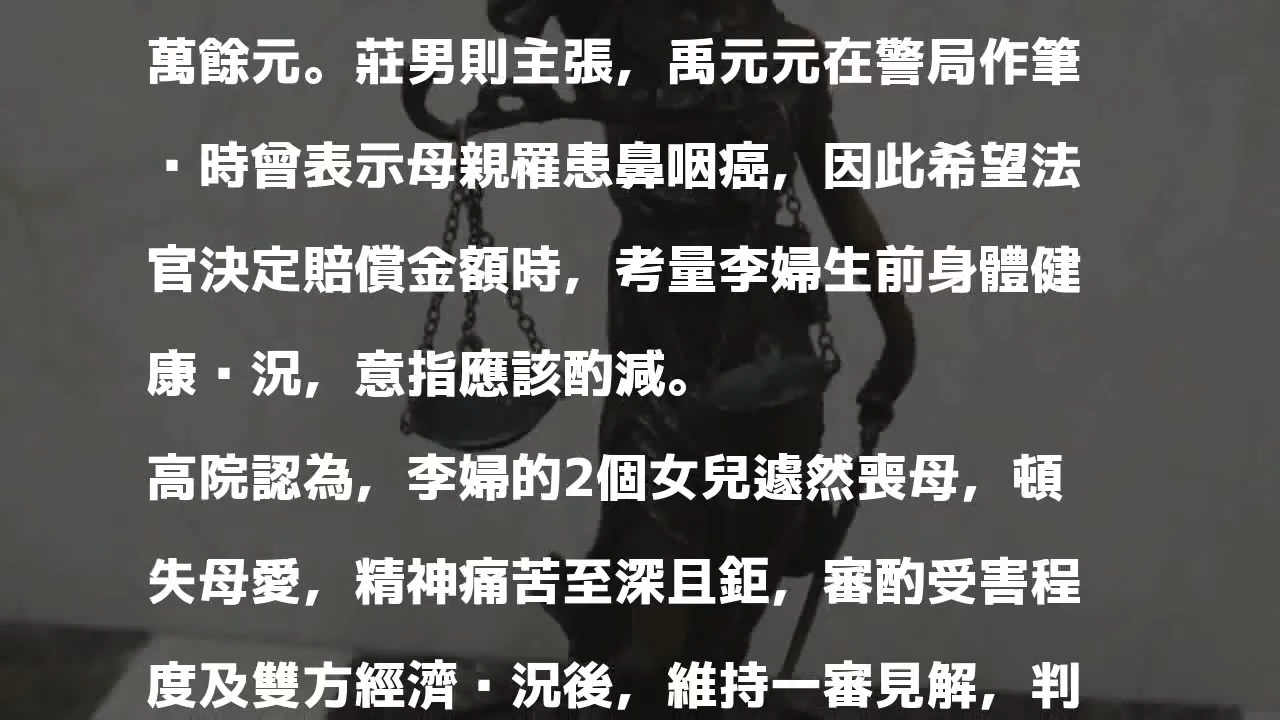 萬餘元。莊男則主張，禹元元在警局作筆
·時曾表示母親罹患鼻咽癌，因此希望法
官決定賠償金額時，考量李婦生前身體健
康·況，意指應該酌減。
高院認為，李婦的2個女兒遽然喪母，頓
失母愛，精神痛苦至深且鉅，審酌受害程
度及雙方經濟·況後，維持一審見解，判